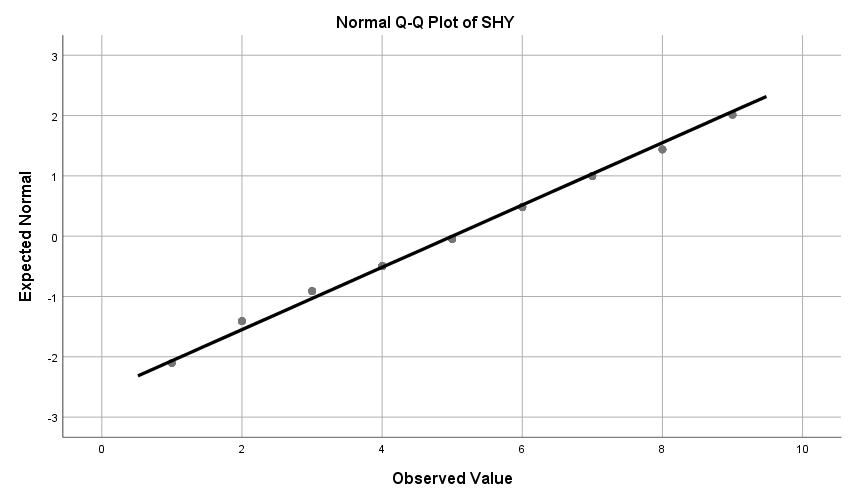 Normal Q-Q Plot of SHY
3
2
1
0
-1
-2
-3
Expected Normal
0 2 4 6 8 10
Observed Value